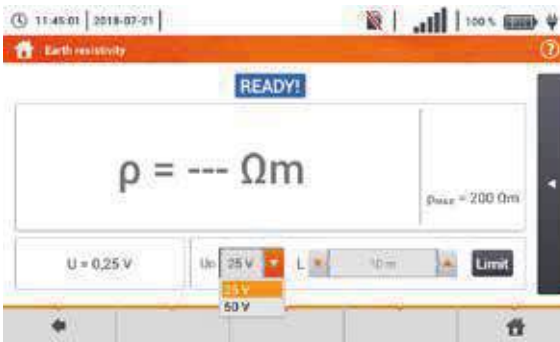 11:45:01 | 2018-07-21 | 100 %
Earth resistivity
READY!
ρ = --- Ωm
ρmax = 200 Ωm
U = 0,25 V
Un 25 V L 10 m Limit
25 V
50 V